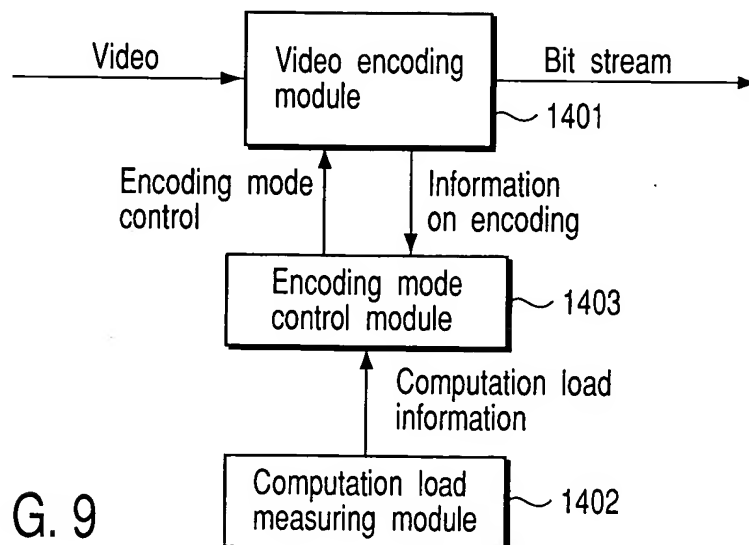 Video
Video encoding
module
Bit stream
1401
Encoding mode
control
Information
on encoding
Encoding mode
control module
1403
Computation load
information
Computation load
measuring module
1402
G. 9